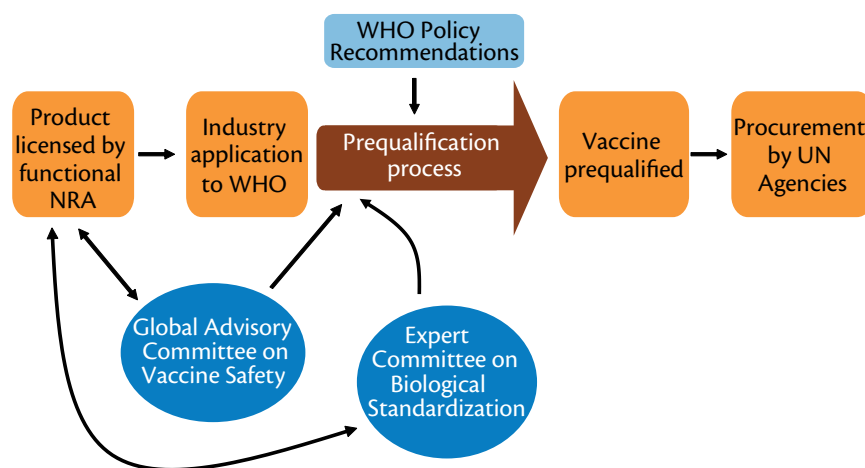 WHO Policy
Recommendations
Product
licensed by
functional
NRA
Industry
application
to WHO
Prequalification
process
Vaccine
prequalified
Procurement
by UN
Agencies
Global Advisory
Committee on
Vaccine Safety
Expert
Committee on
Biological
Standardization